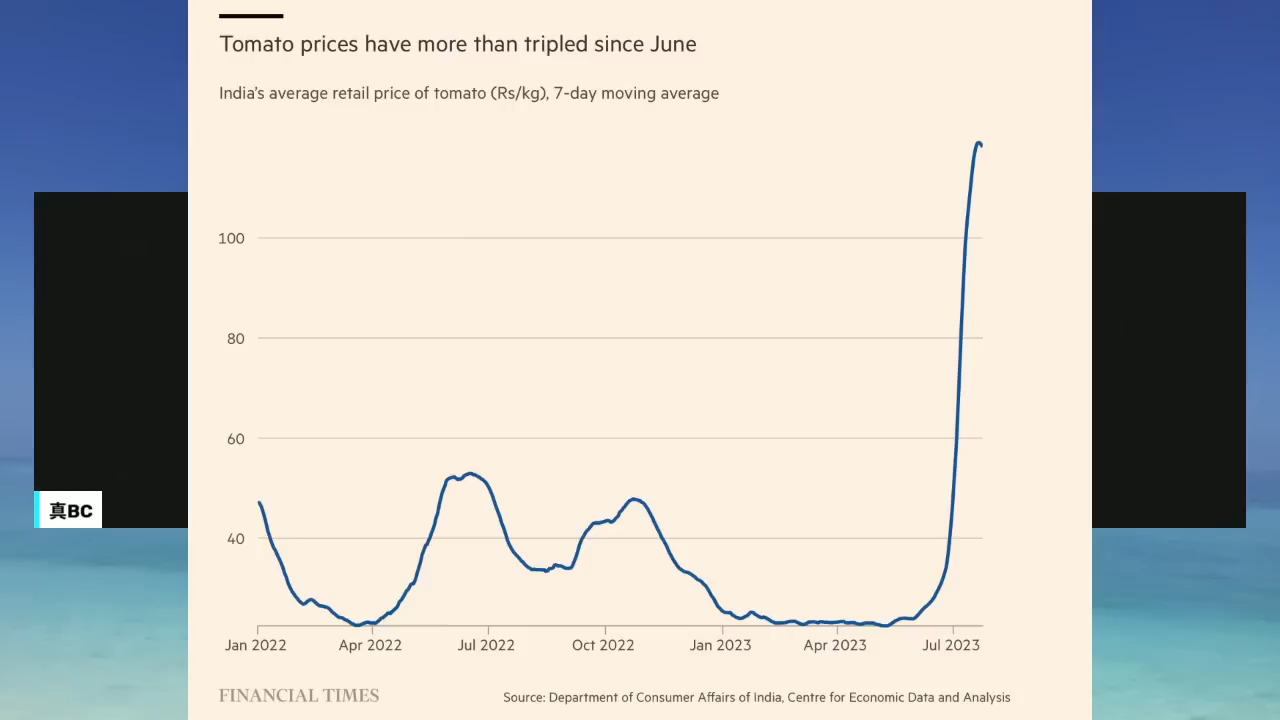 Tomato prices have more than tripled since June
India’s average retail price of tomato (Rs/kg), 7-day moving average
100
80
60
40
Jan 2022 Apr 2022 Jul 2022 Oct 2022 Jan 2023 Apr 2023 Jul 2023
真BC
FINANCIAL TIMES
Source: Department of Consumer Affairs of India, Centre for Economic Data and Analysis